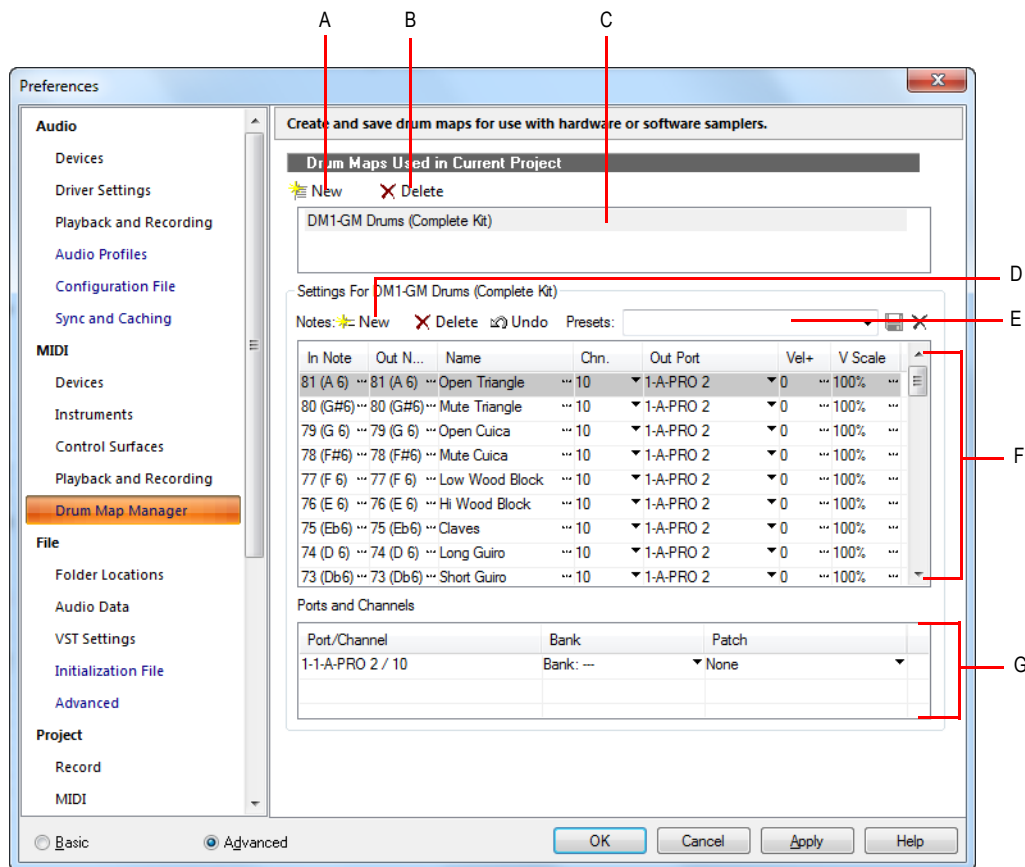 A B C
Preferences
Audio
Devices
Driver Settings
Playback and Recording
Audio Profiles
Configuration File
Sync and Caching
MIDI
Devices
Instruments
Control Surfaces
Playback and Recording
Drum Map Manager
File
Folder Locations
Audio Data
VST Settings
Initialization File
Advanced
Project
Record
MIDI
Basic Advanced
Create and save drum maps for use with hardware or software samplers.
Drum Maps Used in Current Project
New Delete
DM1-GM Drums (Complete Kit)
D
Settings For DM1-GM Drums (Complete Kit)
Notes: New Delete Undo Presets:
E
In Note Out N... Name Chn. Out Port Vel+ V Scale
81 (A 6) ... 81 (A 6) ... Open Triangle ... 10 1-A-PRO 2 0 ... 100% ...
80 (G#6) ... 80 (G#6) ... Mute Triangle ... 10 1-A-PRO 2 0 ... 100% ...
79 (G 6) ... 79 (G 6) ... Open Cuica ... 10 1-A-PRO 2 0 ... 100% ...
78 (F#6) ... 78 (F#6) ... Mute Cuica ... 10 1-A-PRO 2 0 ... 100% ...
F
77 (F 6) ... 77 (F 6) ... Low Wood Block ... 10 1-A-PRO 2 0 ... 100% ...
76 (E 6) ... 76 (E 6) ... Hi Wood Block ... 10 1-A-PRO 2 0 ... 100% ...
75 (Eb6) ... 75 (Eb6) ... Claves ... 10 1-A-PRO 2 0 ... 100% ...
74 (D 6) ... 74 (D 6) ... Long Guiro ... 10 1-A-PRO 2 0 ... 100% ...
73 (Db6) ... 73 (Db6) ... Short Guiro ... 10 1-A-PRO 2 0 ... 100% ...
Ports and Channels
Port/Channel Bank Patch
1-1-A-PRO 2 / 10 Bank: --- None
G
OK Cancel Apply Help